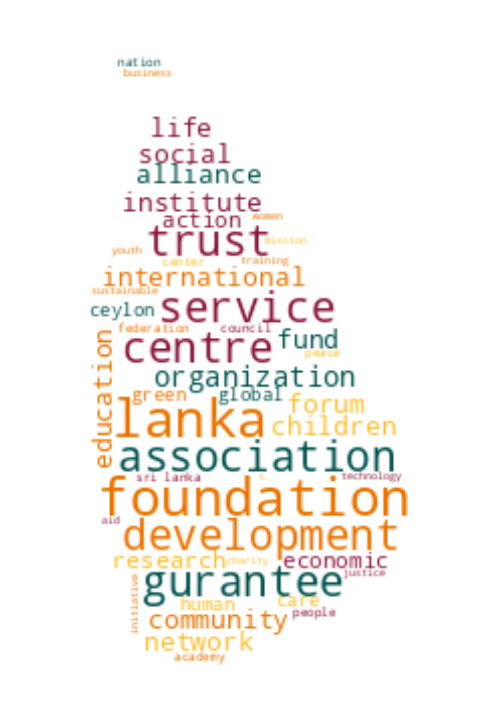 nation
business
life
social
alliance
institute
action women
trust mission
youth
center training
international
sustainable
ceylon service
federation council
centre fund
peace
education
organization
green global
lanka forum
children
association
sri lanka s technology
foundation
aid
development
research charity economic
gurantee justice
initiative
human care
community people
network
academy